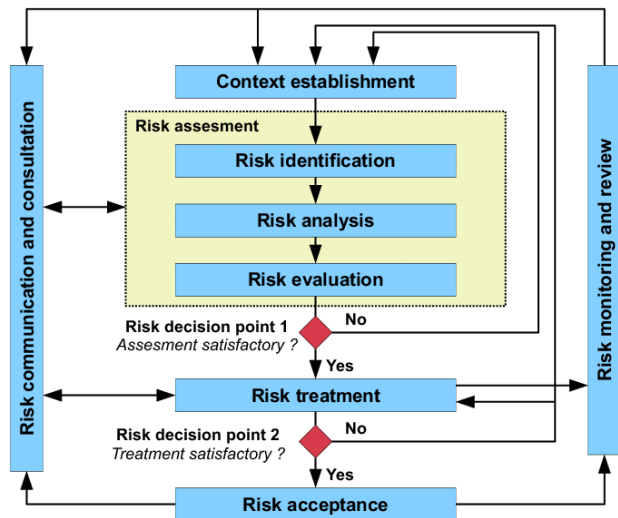 Context establishment
Risk assesment
Risk identification
Risk analysis
Risk evaluation
Risk decision point 1
Assesment satisfactory ?
No
Yes
Risk treatment
Risk decision point 2
Treatment satisfactory ?
No
Yes
Risk acceptance
Risk communication and consultation
Risk monitoring and review